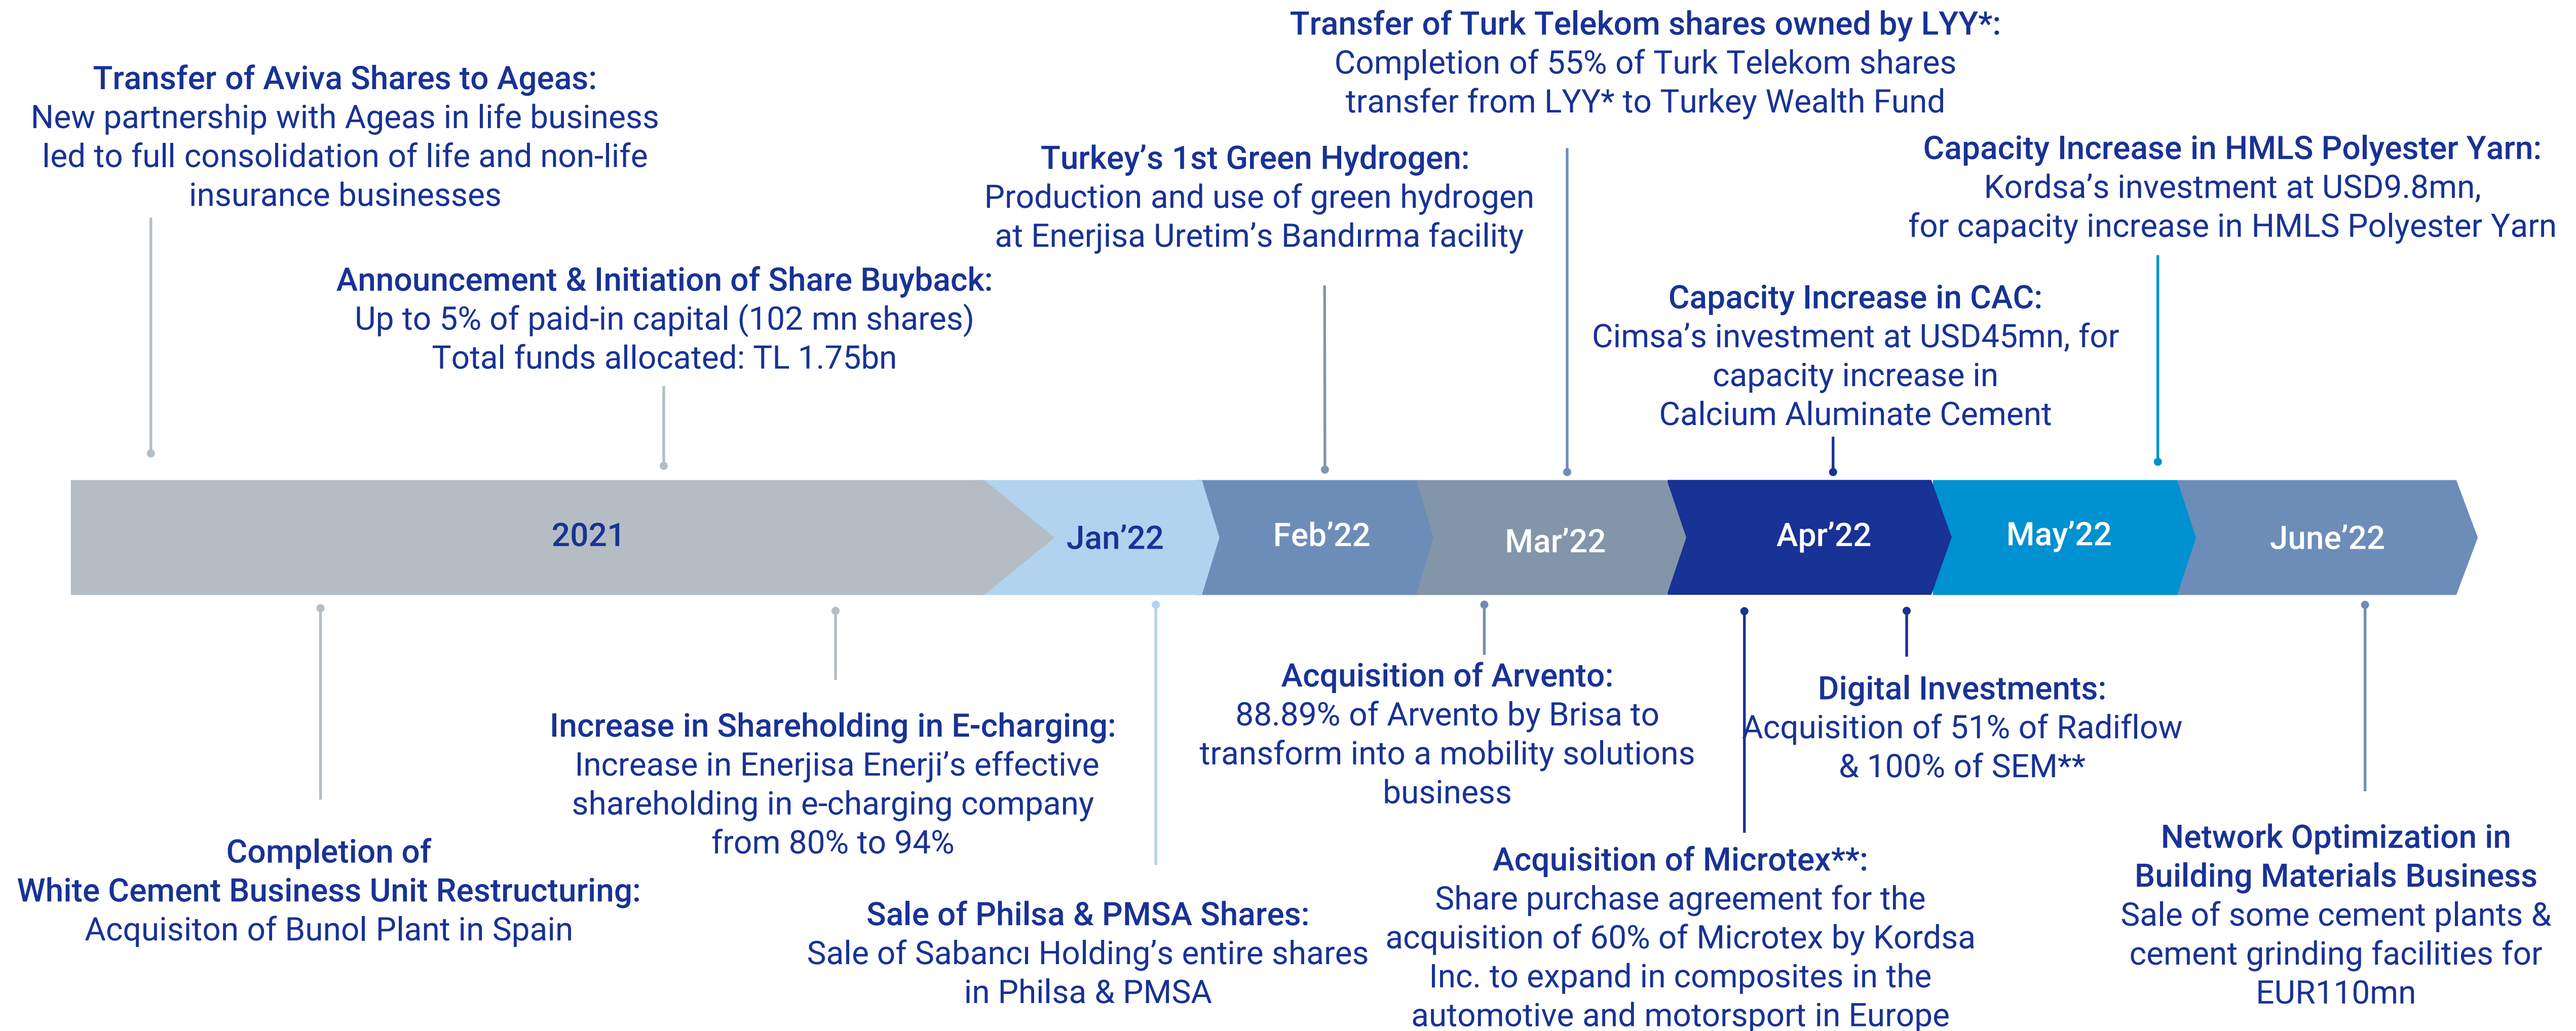 Transfer of Aviva Shares to Ageas:
New partnership with Ageas in life business
led to full consolidation of life and non-life
insurance businesses
Announcement & Initiation of Share Buyback:
Up to 5% of paid-in capital (102 mn shares)
Total funds allocated: TL 1.75bn
Turkey’s 1st Green Hydrogen:
Production and use of green hydrogen
at Enerjisa Uretim’s Bandırma facility
Transfer of Turk Telekom shares owned by LYY*:
Completion of 55% of Turk Telekom shares
transfer from LYY* to Turkey Wealth Fund
Capacity Increase in CAC:
Cimsa’s investment at USD45mn, for
capacity increase in
Calcium Aluminate Cement
Capacity Increase in HMLS Polyester Yarn:
Kordsa’s investment at USD9.8mn,
for capacity increase in HMLS Polyester Yarn
2021
Jan’22
Feb’22
Mar’22
Apr’22
May’22
June’22
Completion of
White Cement Business Unit Restructuring:
Acquisiton of Bunol Plant in Spain
Increase in Shareholding in E-charging:
Increase in Enerjisa Enerji’s effective
shareholding in e-charging company
from 80% to 94%
Sale of Philsa & PMSA Shares:
Sale of Sabancı Holding’s entire shares
in Philsa & PMSA
Acquisition of Arvento:
88.89% of Arvento by Brisa to
transform into a mobility solutions
business
Acquisition of Microtex**:
Share purchase agreement for the
acquisition of 60% of Microtex by Kordsa
Inc. to expand in composites in the
automotive and motorsport in Europe
Digital Investments:
Acquisition of 51% of Radiflow
& 100% of SEM**
Network Optimization in
Building Materials Business
Sale of some cement plants &
cement grinding facilities for
EUR110mn